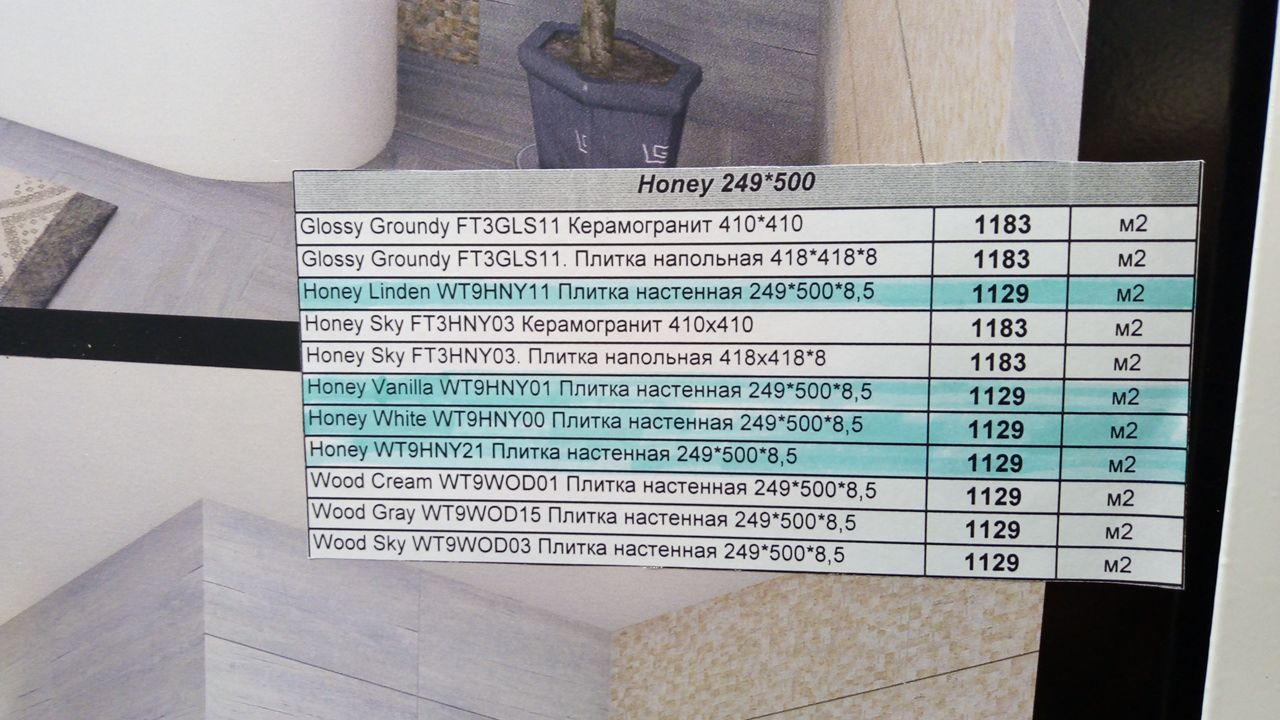 LG
Honey 249*500
Glossy Groundy FT3GLS11 Керамогранит 410*410 1183 м2
Glossy Groundy FT3GLS11. Плитка напольная 418*418*8 1183 м2
Honey Linden WT9HNY11 Плитка настенная 249*500*8,5 1129 м2
Honey Sky FT3HNY03 Керамогранит 410х410 1183 м2
Honey Sky FT3HNY03. Плитка напольная 418х418*8 1183 м2
Honey Vanilla WT9HNY01 Плитка настенная 249*500*8,5 1129 м2
Honey White WT9HNY00 Плитка настенная 249*500*8,5 1129 м2
Honey WT9HNY21 Плитка настенная 249*500*8,5 1129 м2
Wood Cream WT9WOD01 Плитка настенная 249*500*8,5 1129 м2
Wood Gray WT9WOD15 Плитка настенная 249*500*8,5 1129 м2
Wood Sky WT9WOD03 Плитка настенная 249*500*8,5 1129 м2